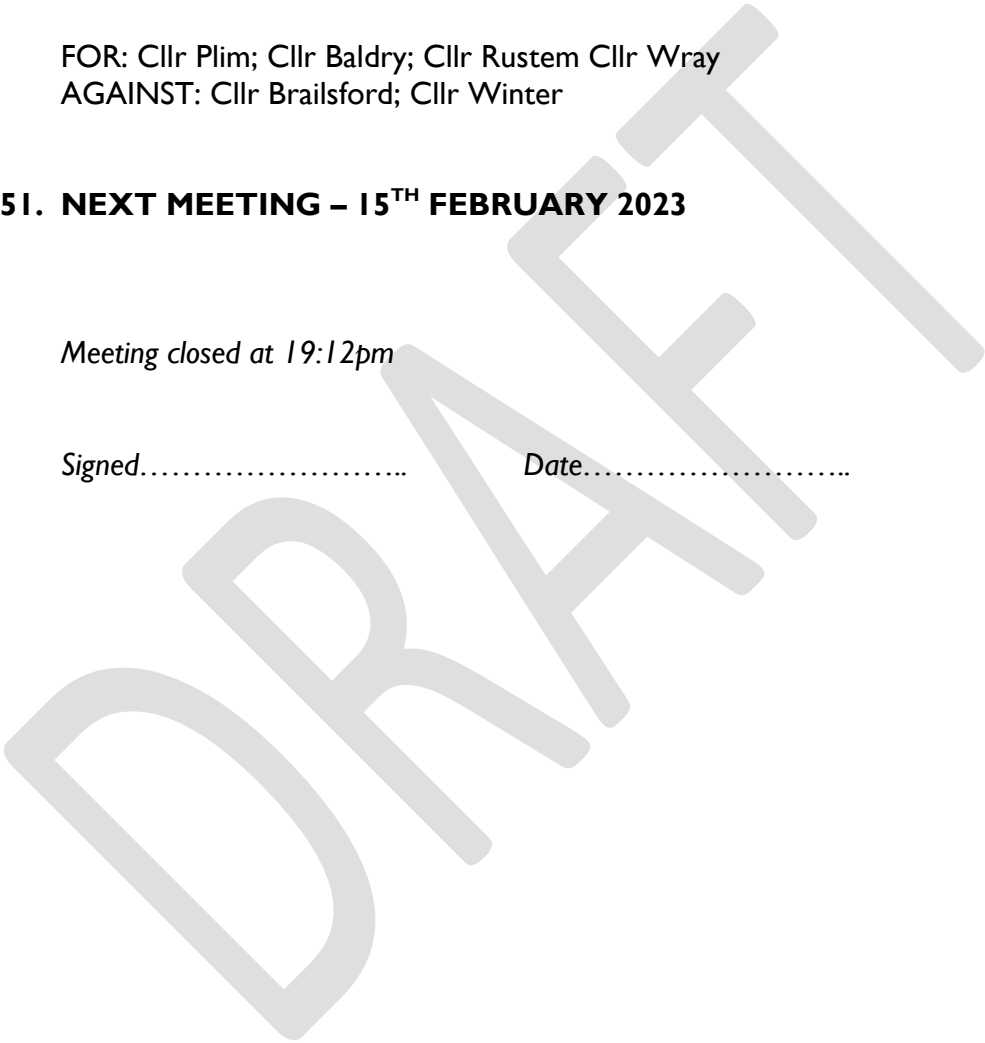 FOR: Cllr Plim; Cllr Baldry; Cllr Rustem Cllr Wray
AGAINST: Cllr Brailsford; Cllr Winter
51. NEXT MEETING – 15TH FEBRUARY 2023
Meeting closed at 19:12pm
Signed…………………….. Date……………………..
DRAFT